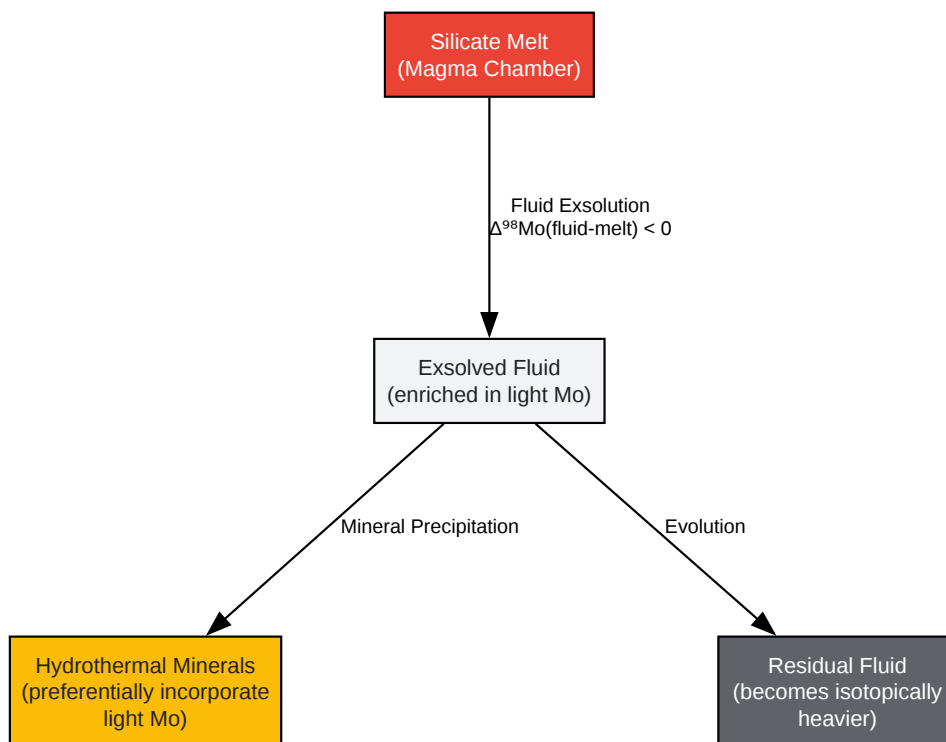 Silicate Melt
(Magma Chamber)
Fluid Exsolution
Δ⁹⁸Mo(fluid-melt) < 0
Exsolved Fluid
(enriched in light Mo)
Mineral Precipitation
Evolution
Hydrothermal Minerals
(preferentially incorporate
light Mo)
Residual Fluid
(becomes isotopically
heavier)